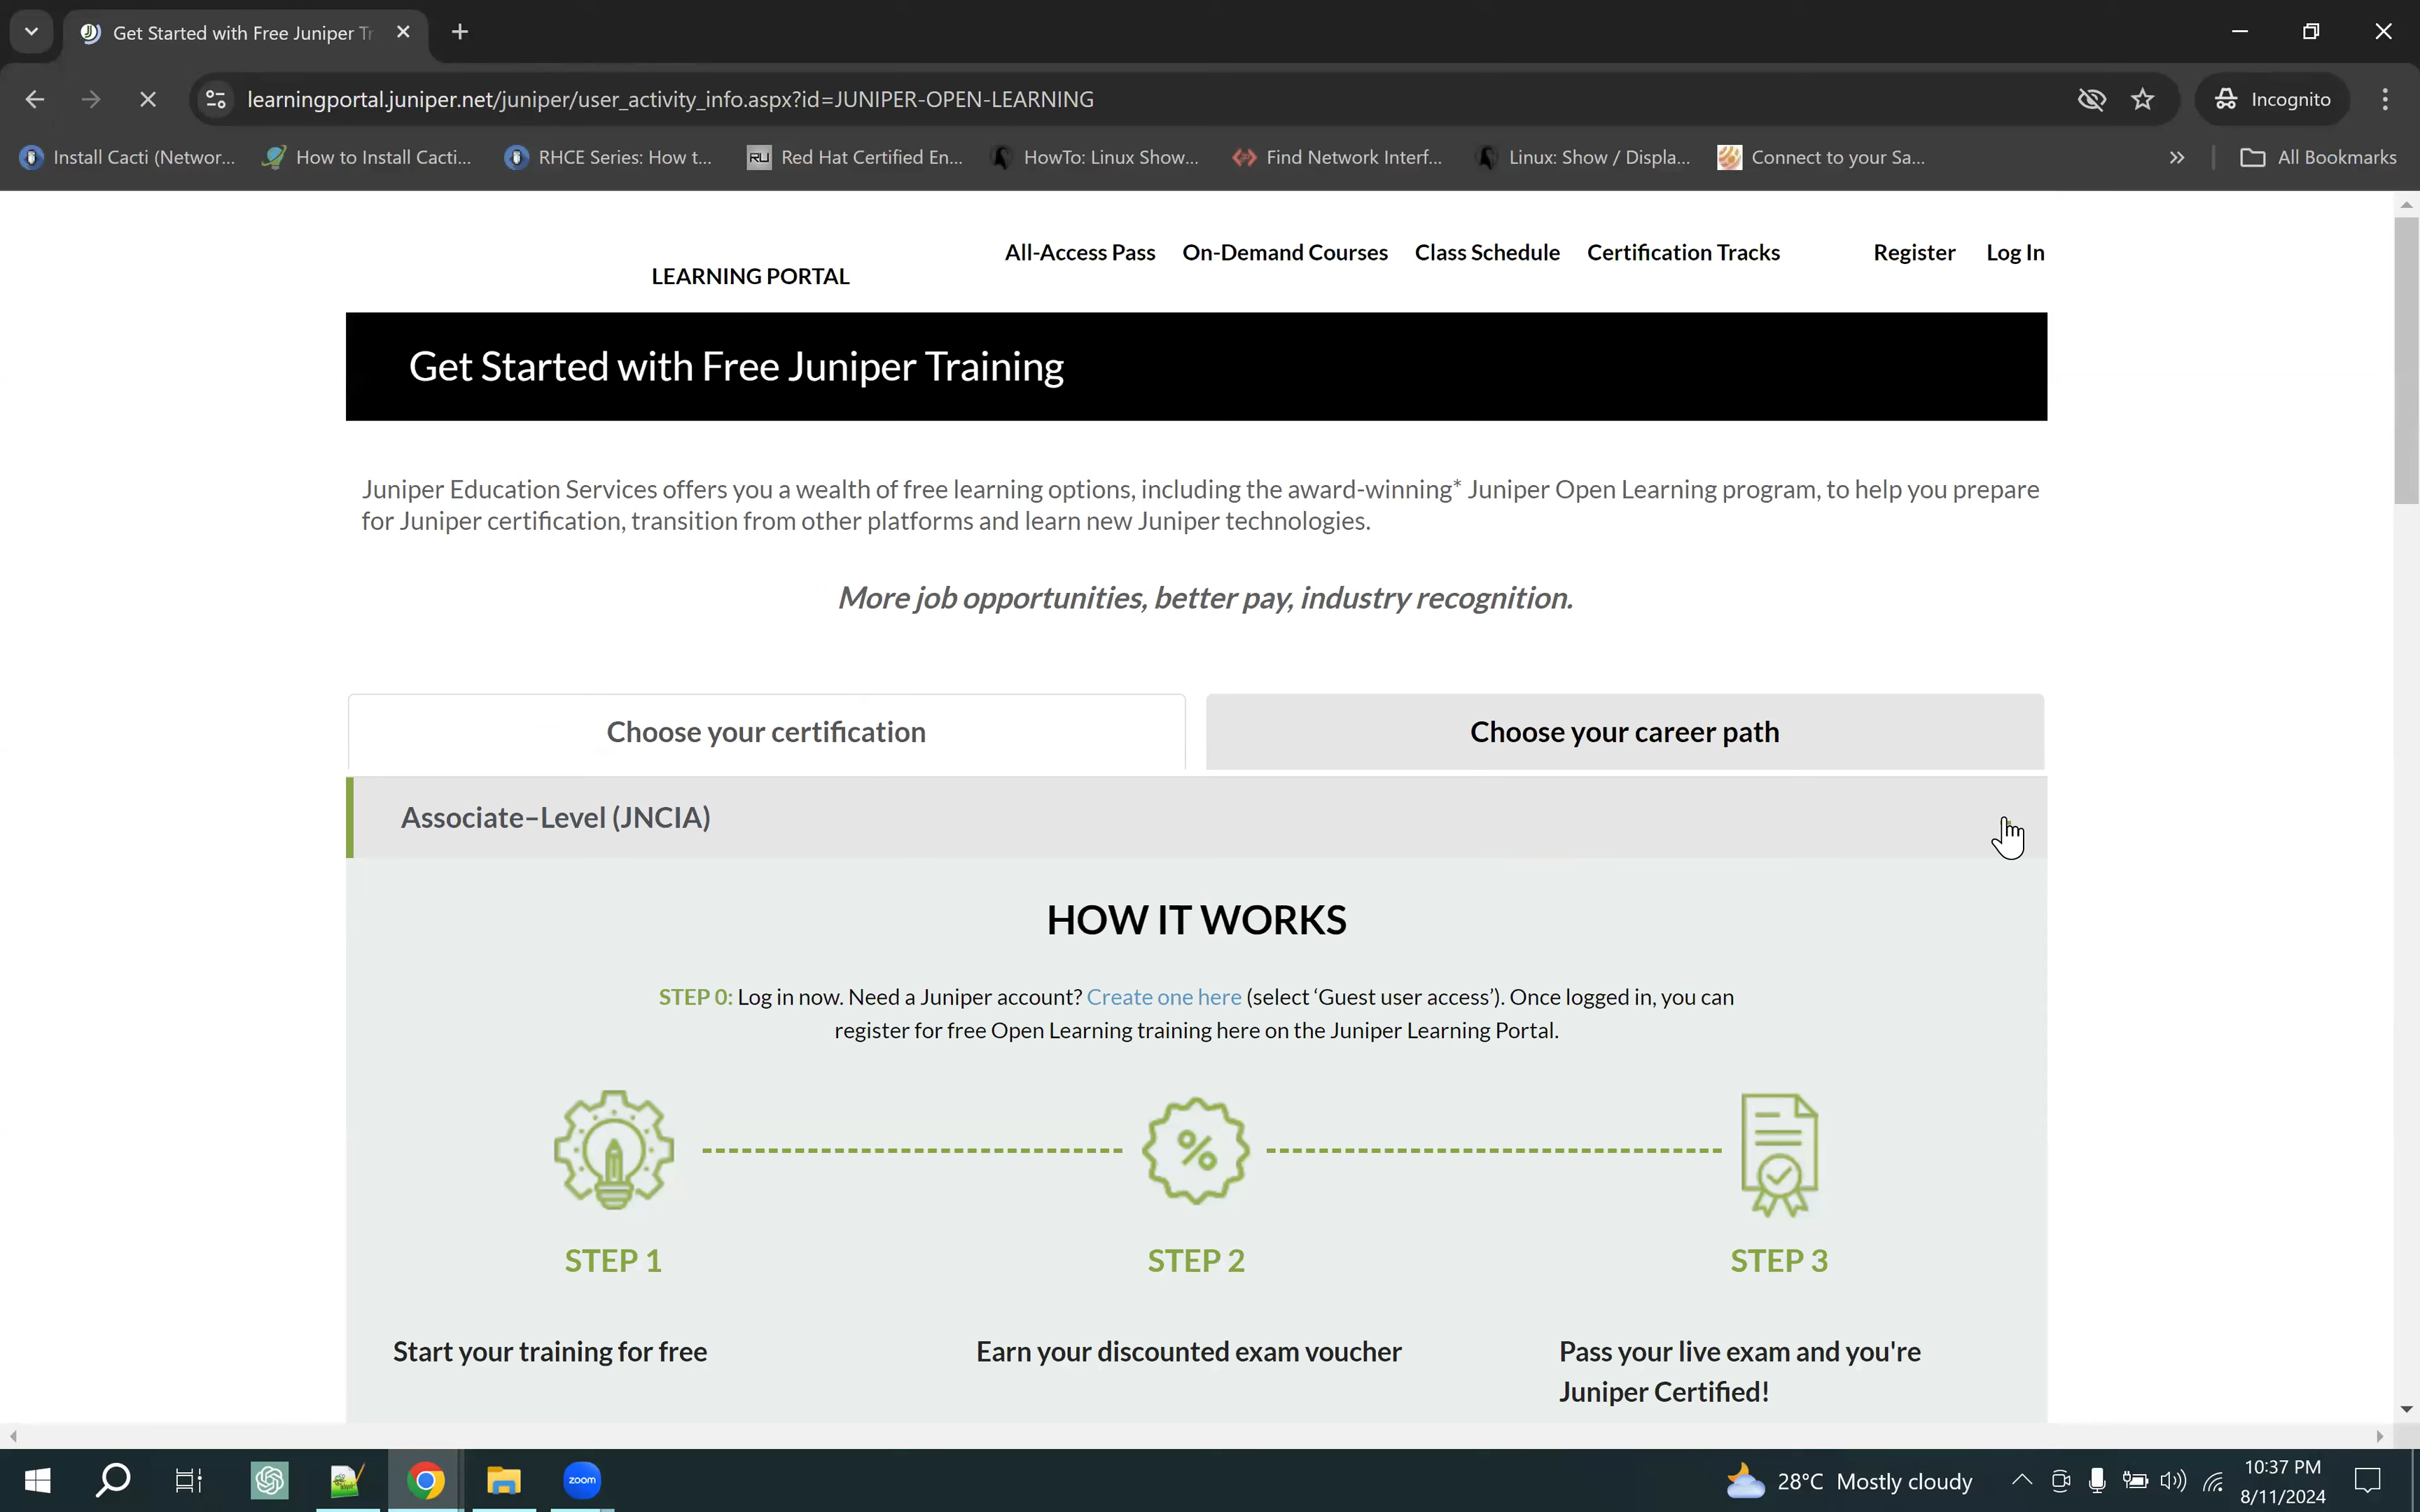 Get Started with Free Juniper Tr
learningportal.juniper.net/juniper/user_activity_info.aspx?id=JUNIPER-OPEN-LEARNING
Incognito
Install Cacti (Networ...
How to Install Cacti...
RHCE Series: How t...
RU
Red Hat Certified En...
HowTo: Linux Show...
Find Network Interf...
Linux: Show / Displa...
Connect to your Sa...
»
All Bookmarks
LEARNING PORTAL
All-Access Pass
On-Demand Courses
Class Schedule
Certification Tracks
Register
Log In
Get Started with Free Juniper Training
Juniper Education Services offers you a wealth of free learning options, including the award-winning* Juniper Open Learning program, to help you prepare
for Juniper certification, transition from other platforms and learn new Juniper technologies.
More job opportunities, better pay, industry recognition.
Choose your certification
Choose your career path
Associate–Level (JNCIA)
HOW IT WORKS
STEP 0: Log in now. Need a Juniper account? Create one here (select ‘Guest user access’). Once logged in, you can
register for free Open Learning training here on the Juniper Learning Portal.
%
STEP 1
STEP 2
STEP 3
Start your training for free
Earn your discounted exam voucher
Pass your live exam and you're
Juniper Certified!
zoom
28°C Mostly cloudy
10:37 PM
8/11/2024